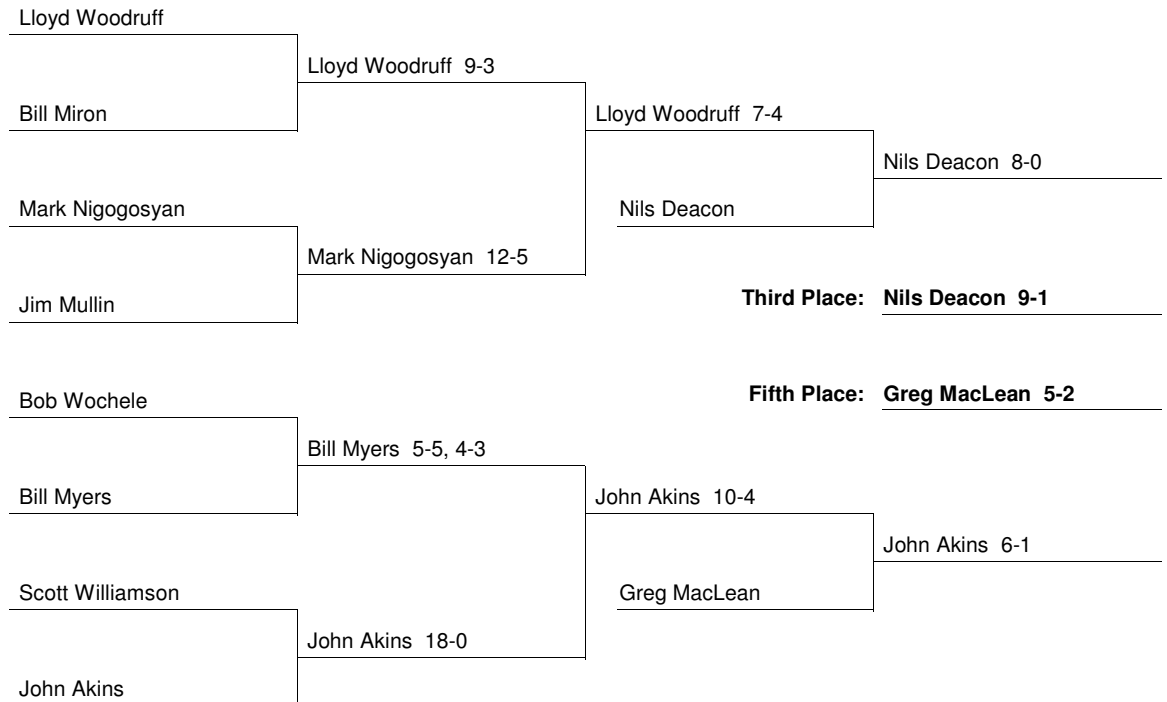 Lloyd Woodruff
Lloyd Woodruff 9-3
Bill Miron
Lloyd Woodruff 7-4
Nils Deacon 8-0
Mark Nigogosyan
Nils Deacon
Mark Nigogosyan 12-5
Jim Mullin
Third Place: Nils Deacon 9-1
Fifth Place: Greg MacLean 5-2
Bob Wochele
Bill Myers 5-5, 4-3
Bill Myers
John Akins 10-4
John Akins 6-1
Scott Williamson
Greg MacLean
John Akins 18-0
John Akins